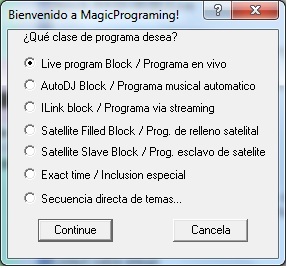 Bienvenido a MagicPrograming!
¿Qué clase de programa desea?
Live program Block / Programa en vivo
AutoDJ Block / Programa musical automatico
ILink block / Programa via streaming
Satellite Filled Block / Prog. de relleno satelital
Satellite Slave Block / Prog. esclavo de satelite
Exact time / Inclusion especial
Secuencia directa de temas...
Continue
Cancela